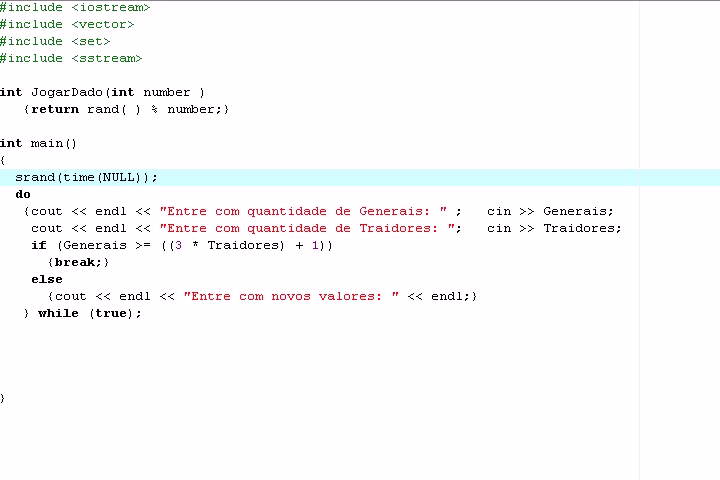 #include <iostream>
#include <vector>
#include <set>
#include <sstream>
int JogarDado(int number )
{return rand( ) % number;}
int main()
{
srand(time(NULL));
do
{cout << endl << "Entre com quantidade de Generais: " ; cin >> Generais;
cout << endl << "Entre com quantidade de Traidores: "; cin >> Traidores;
if (Generais >= ((3 * Traidores) + 1))
{break;}
else
{cout << endl << "Entre com novos valores: " << endl;}
} while (true);
}